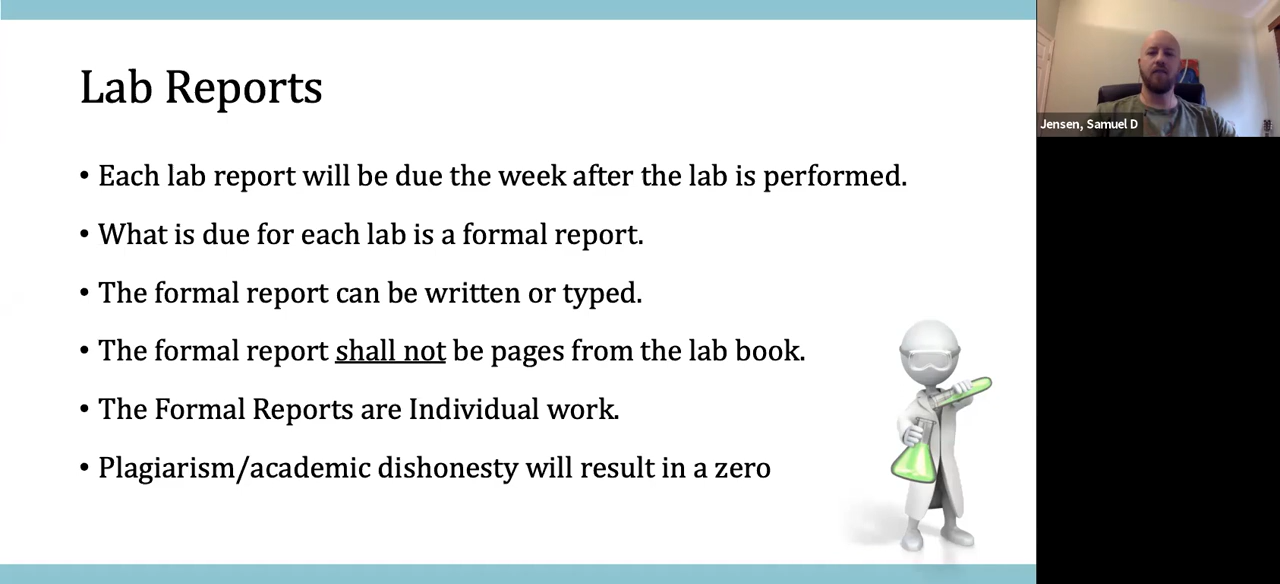 Lab Reports
• Each lab report will be due the week after the lab is performed.
• What is due for each lab is a formal report.
• The formal report can be written or typed.
• The formal report shall not be pages from the lab book.
• The Formal Reports are Individual work.
• Plagiarism/academic dishonesty will result in a zero
Jensen, Samuel D